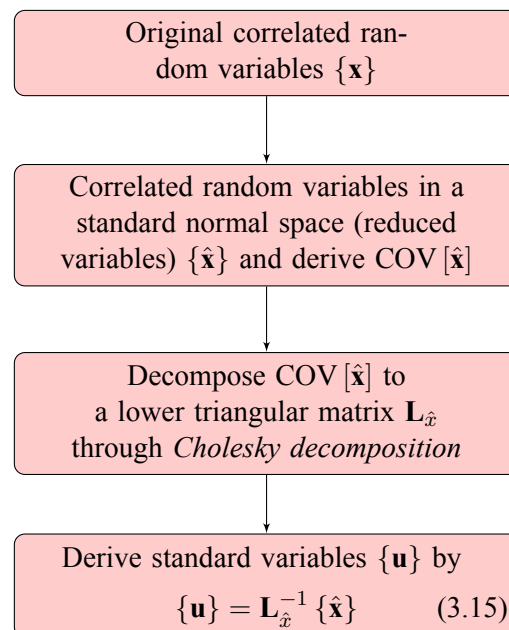 Original correlated ran-
dom variables {x}
Correlated random variables in a
standard normal space (reduced
variables) {x̂} and derive COV [x̂]
Decompose COV [x̂] to
a lower triangular matrix L_x̂
through Cholesky decomposition
Derive standard variables {u} by
{u} = L_x̂^{-1} {x̂} (3.15)